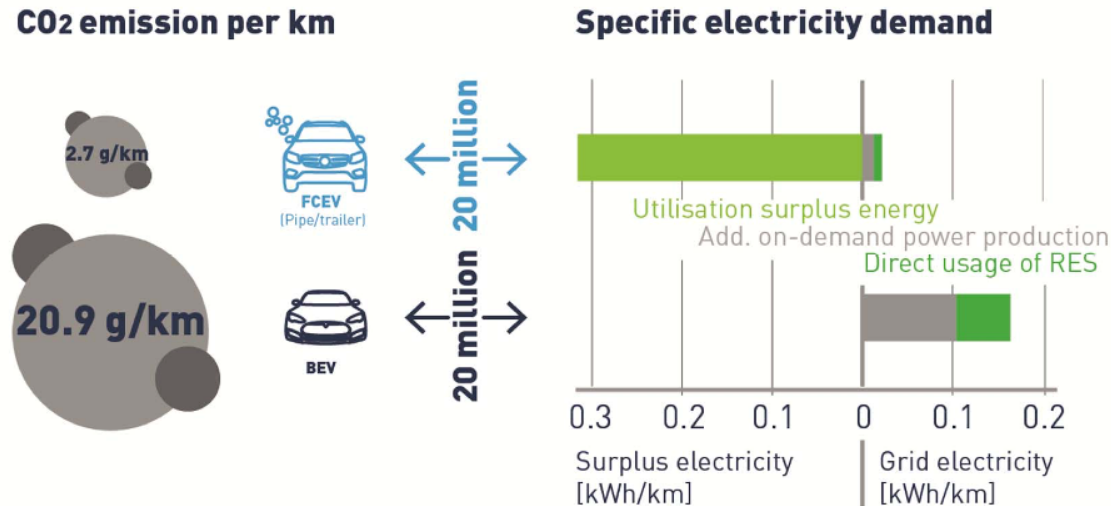 CO2 emission per km
2.7 g/km
20.9 g/km
FCEV
(Pipe/trailer)
BEV
20 million
20 million
Specific electricity demand
Utilisation surplus energy
Add. on-demand power production
Direct usage of RES
0.3 0.2 0.1 0 0.1 0.2
Surplus electricity
[kWh/km]
Grid electricity
[kWh/km]